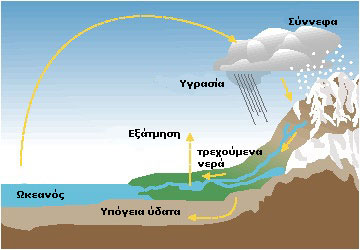 Σύννεφα
Υγρασία
Εξάτμηση
τρεχούμενα
νερά
Ωκεανός
Υπόγεια ύδατα